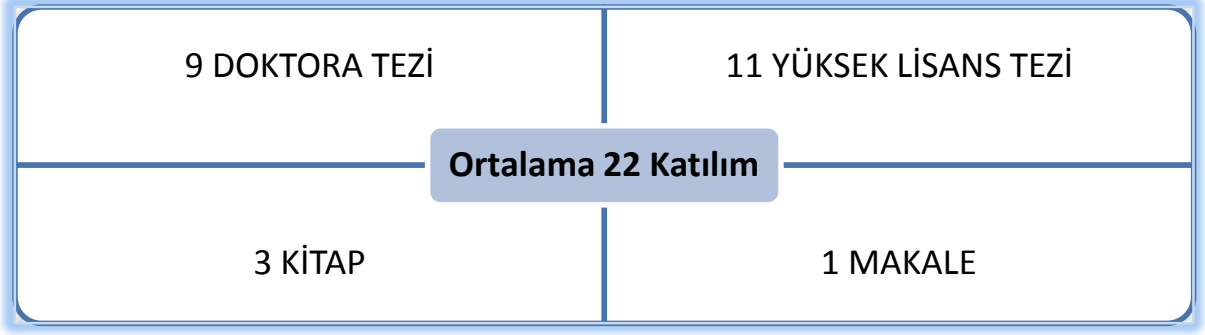 9 DOKTORA TEZİ
11 YÜKSEK LİSANS TEZİ
Ortalama 22 Katılım
3 KİTAP
1 MAKALE